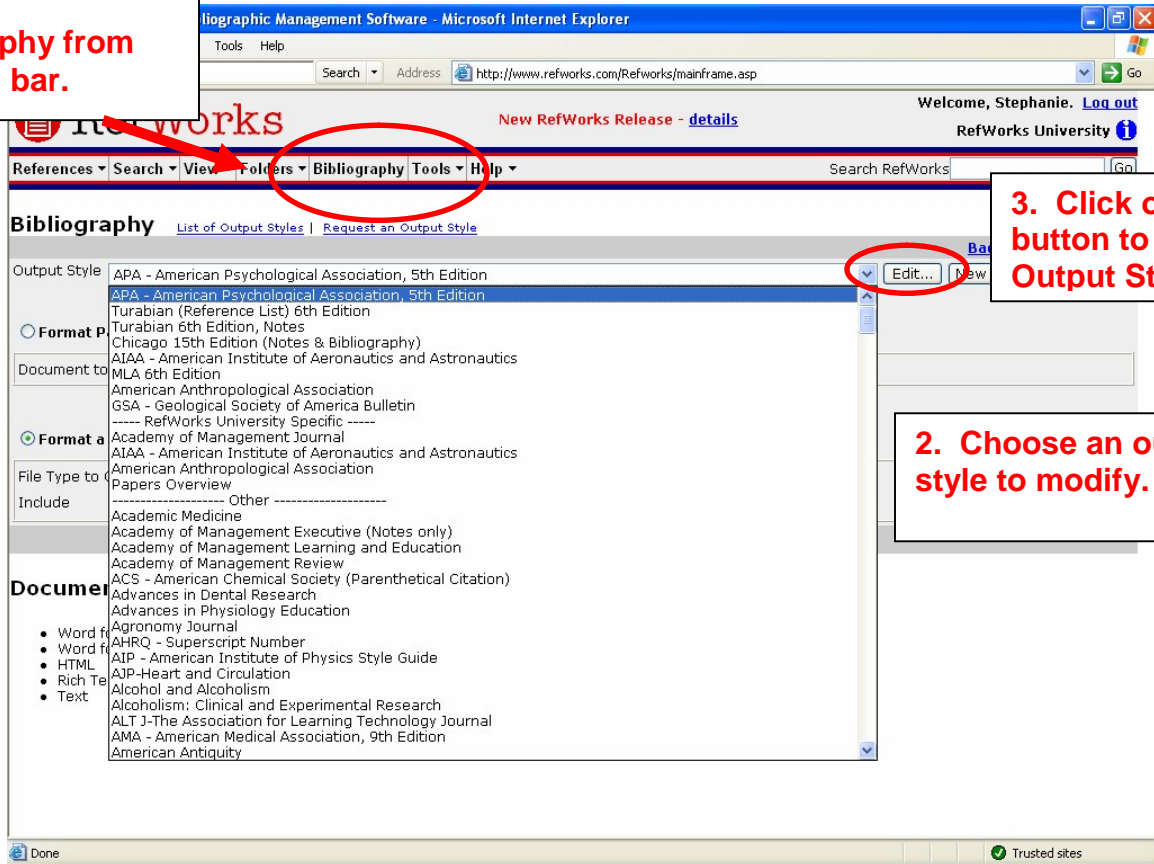 phy from
bar.
liographic Management Software - Microsoft Internet Explorer
Tools Help
Search Address http://www.refworks.com/Refworks/mainframe.asp Go
RefWorks
New RefWorks Release - details
Welcome, Stephanie. Log out
RefWorks University
References Search View Folders Bibliography Tools Help Search RefWorks Go
3. Click o
button to
Output St
Bibliography List of Output Styles | Request an Output Style
Ba
Output Style APA - American Psychological Association, 5th Edition Edit... New
APA - American Psychological Association, 5th Edition
Turabian (Reference List) 6th Edition
Turabian 6th Edition, Notes
Chicago 15th Edition (Notes & Bibliography)
AIAA - American Institute of Aeronautics and Astronautics
MLA 6th Edition
American Anthropological Association
GSA - Geological Society of America Bulletin
----- RefWorks University Specific -----
Academy of Management Journal
AIAA - American Institute of Aeronautics and Astronautics
American Anthropological Association
Papers Overview
-------------------- Other --------------------
Academic Medicine
Academy of Management Executive (Notes only)
Academy of Management Learning and Education
Academy of Management Review
ACS - American Chemical Society (Parenthetical Citation)
Advances in Dental Research
Advances in Physiology Education
Agronomy Journal
AHRQ - Superscript Number
AIP - American Institute of Physics Style Guide
AJP-Heart and Circulation
Alcohol and Alcoholism
Alcoholism: Clinical and Experimental Research
ALT J-The Association for Learning Technology Journal
AMA - American Medical Association, 9th Edition
American Antiquity
Format P
Document to
Format a
File Type to
Include
2. Choose an ou
style to modify.
Documen
Word fo
Word fo
HTML
Rich Te
Text
Done Trusted sites